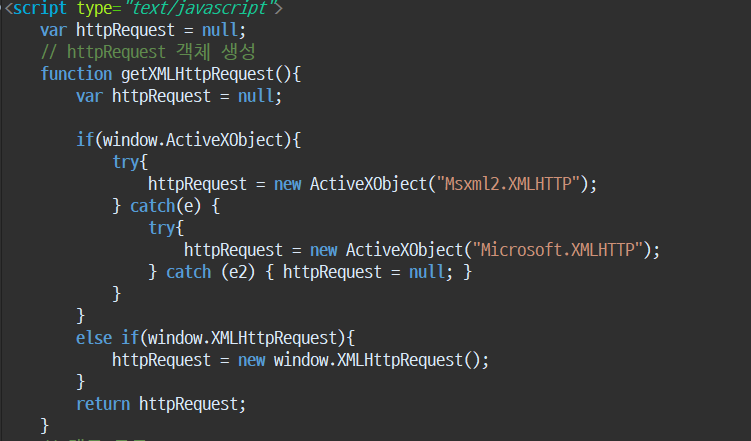 <script type="text/javascript">
var httpRequest = null;
// httpRequest 객체 생성
function getXMLHttpRequest(){
var httpRequest = null;
if(window.ActiveXObject){
try{
httpRequest = new ActiveXObject("Msxml2.XMLHTTP");
} catch(e) {
try{
httpRequest = new ActiveXObject("Microsoft.XMLHTTP");
} catch (e2) { httpRequest = null; }
}
}
else if(window.XMLHttpRequest){
httpRequest = new window.XMLHttpRequest();
}
return httpRequest;
}